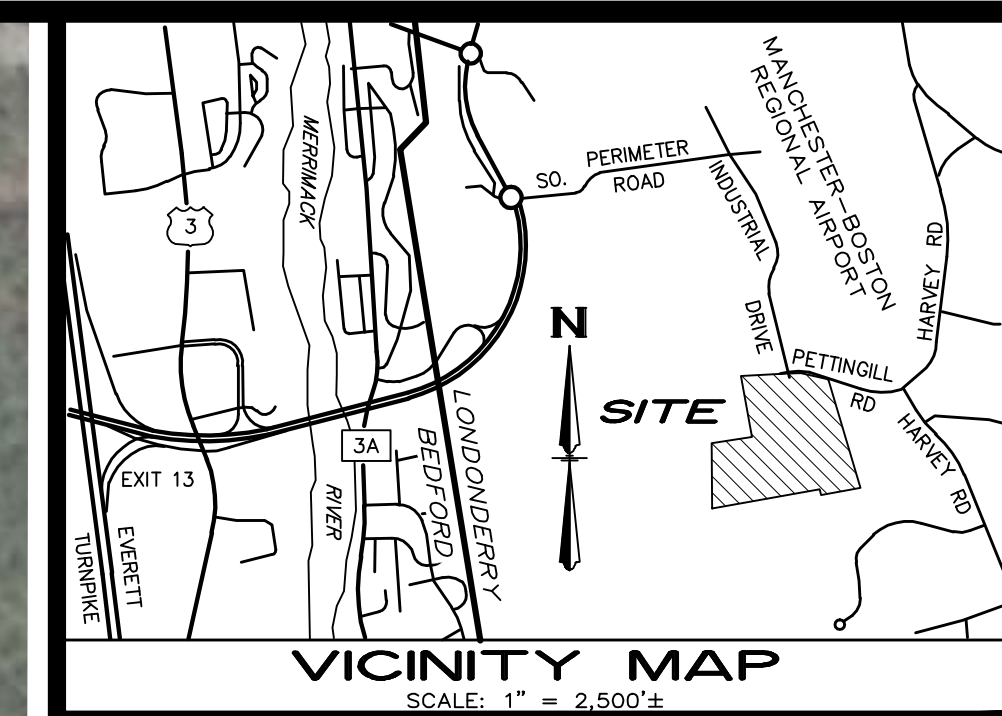 MANCHESTER–BOSTON
REGIONAL AIRPORT
MERRIMACK
RIVER
3
SO. PERIMETER
ROAD
INDUSTRIAL
DRIVE
HARVEY RD
N
PETTINGILL
RD
SITE
HARVEY RD
3A
LONDONDERRY
BEDFORD
EXIT 13
EVERETT
TURNPIKE
VICINITY MAP
SCALE: 1" = 2,500'±